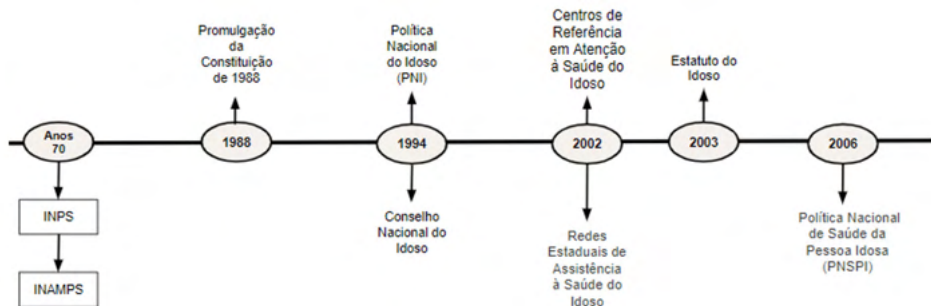 Promulgação
da
Constituição
de 1988
Política
Nacional
do Idoso (PNI)
Centros de
Referência
em Atenção
à Saúde do
Idoso
Estatuto do
Idoso
Anos
70
1988
1994
2002
2003
2006
INPS
INAMPS
Conselho
Nacional do
Idoso
Redes
Estaduais de
Assistência
à Saúde do
Idoso
Política Nacional
de Saúde da
Pessoa Idosa
(PNSPI)